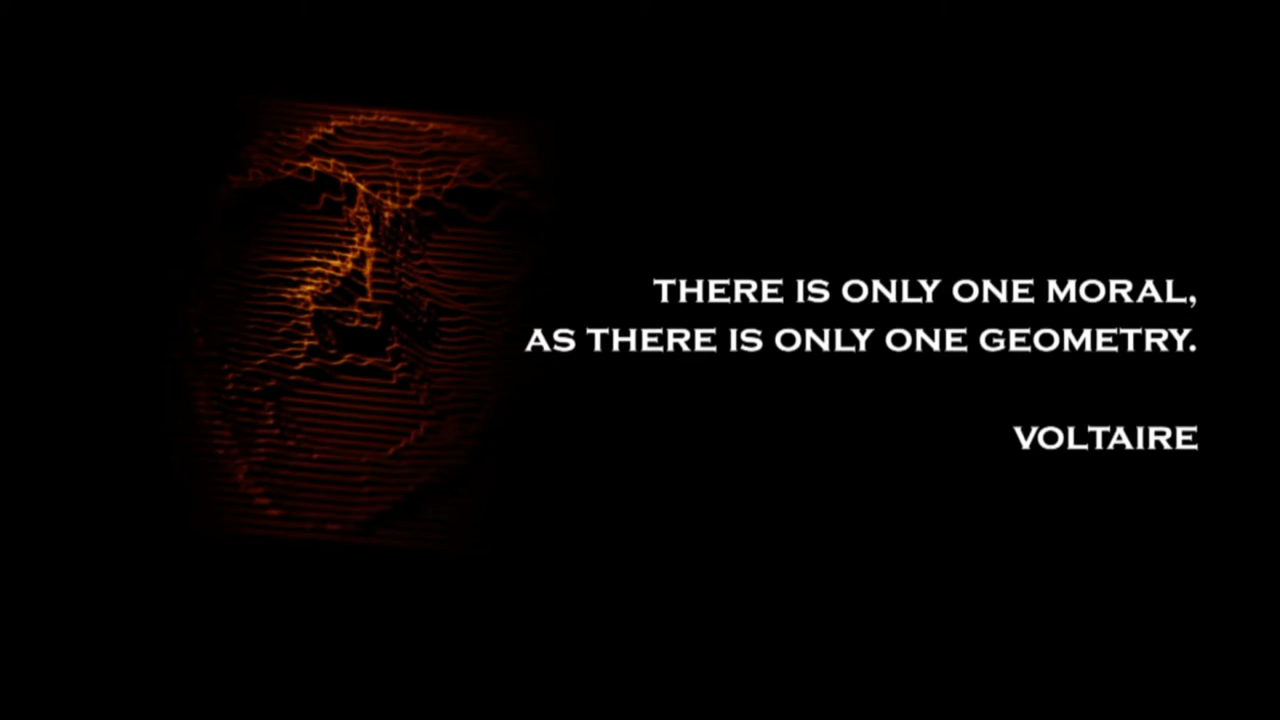 THERE IS ONLY ONE MORAL,
AS THERE IS ONLY ONE GEOMETRY.
VOLTAIRE